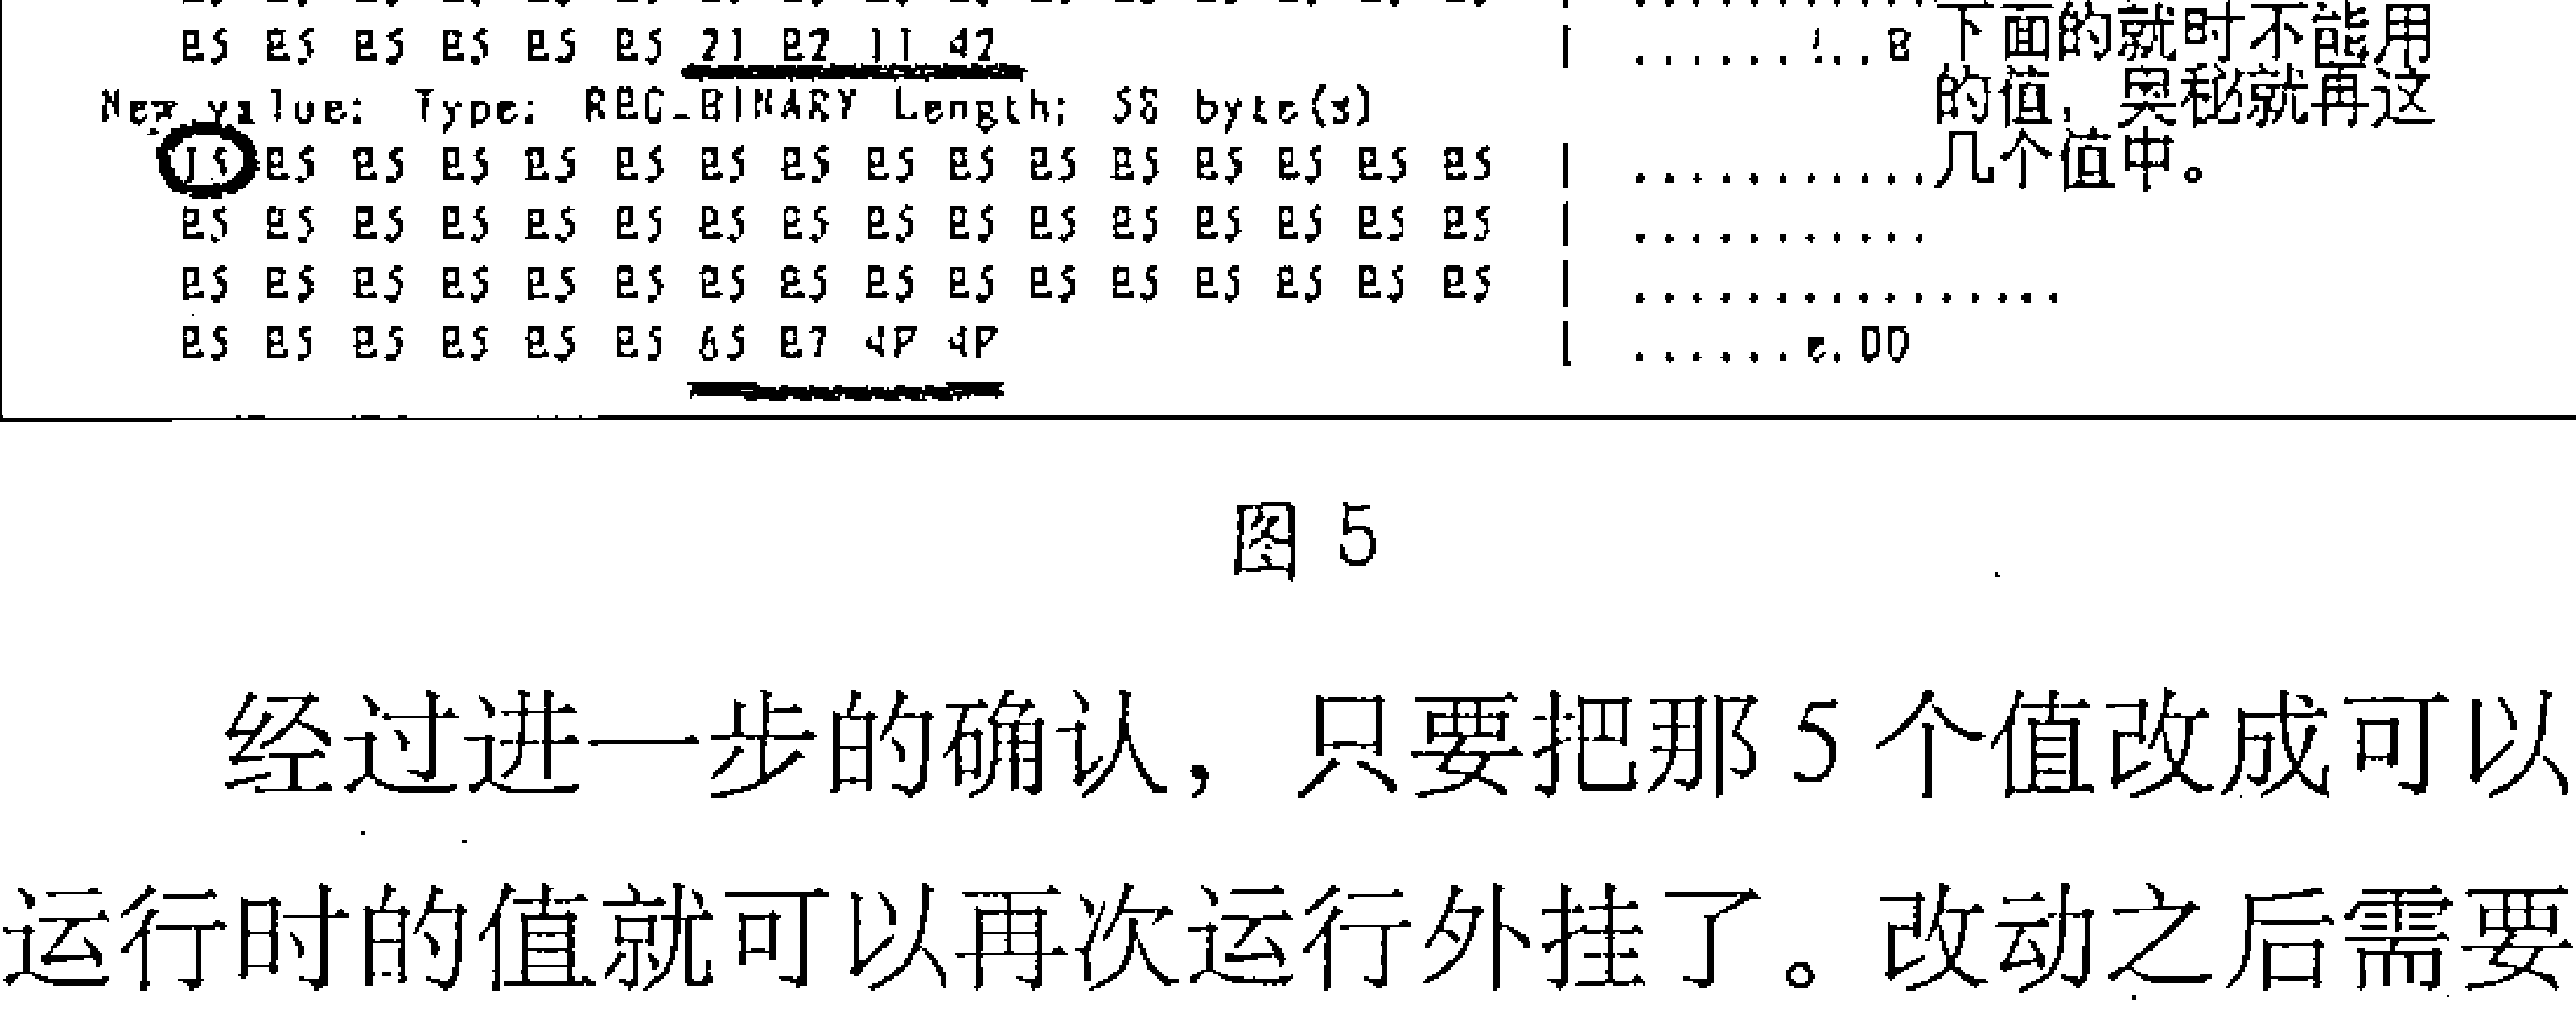 E5 E5 E5 E5 E5 E5 21 E2 11 42 | ......!..B
下面的就时不能用
的值，奥秘就再这
几个值中。
New value: Type: REG_BINARY Length: 58 byte(s)
15 E5 E5 E5 E5 E5 E5 E5 E5 E5 E5 E5 E5 E5 E5 E5 | ...........
E5 E5 E5 E5 E5 E5 E5 E5 E5 E5 E5 E5 E5 E5 E5 E5 | ...........
E5 E5 E5 E5 E5 E5 E5 E5 E5 E5 E5 E5 E5 E5 E5 E5 | ................
E5 E5 E5 E5 E5 E5 65 E7 4F 4F | ......e.OO
图 5
经过进一步的确认，只要把那 5 个值改成可以
运行时的值就可以再次运行外挂了。改动之后需要